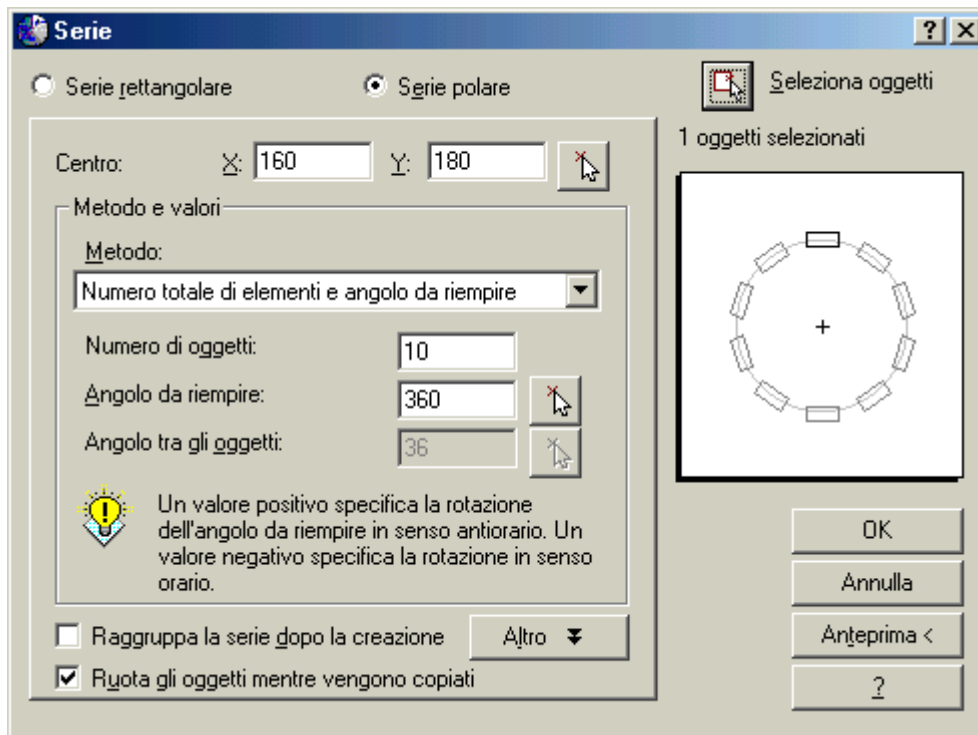 Serie
Serie rettangolare
Serie polare
Seleziona oggetti
1 oggetti selezionati
Centro:
X: 160
Y: 180
Metodo e valori
Metodo:
Numero totale di elementi e angolo da riempire
Numero di oggetti: 10
Angolo da riempire: 360
Angolo tra gli oggetti: 36
Un valore positivo specifica la rotazione
dell'angolo da riempire in senso antiorario. Un
valore negativo specifica la rotazione in senso
orario.
Raggruppa la serie dopo la creazione
Altro
Ruota gli oggetti mentre vengono copiati
OK
Annulla
Anteprima <
?